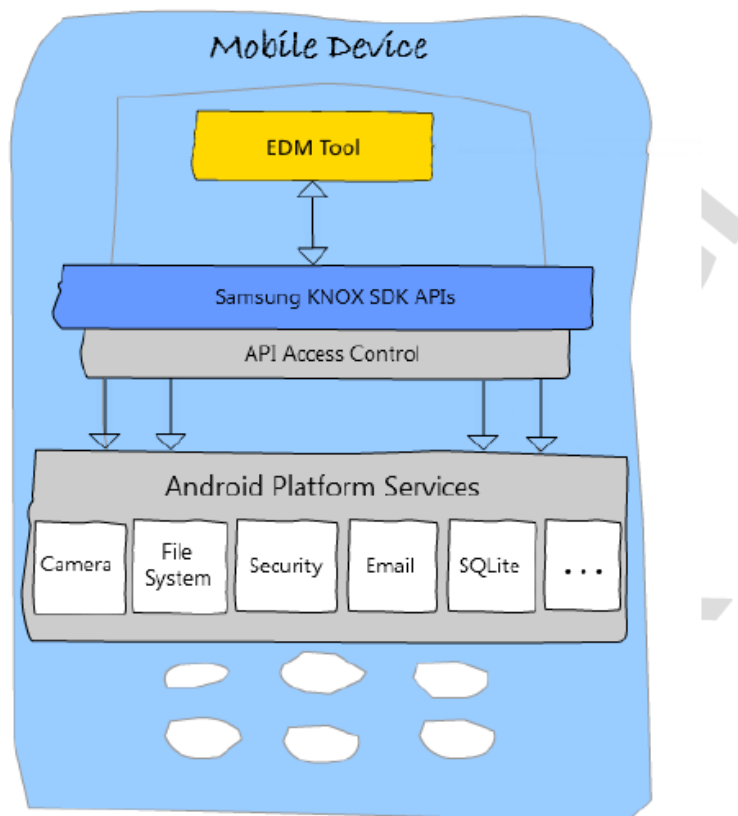 Mobile Device
EDM Tool
Samsung KNOX SDK APIs
API Access Control
Android Platform Services
Camera
File
System
Security
Email
SQLite
...